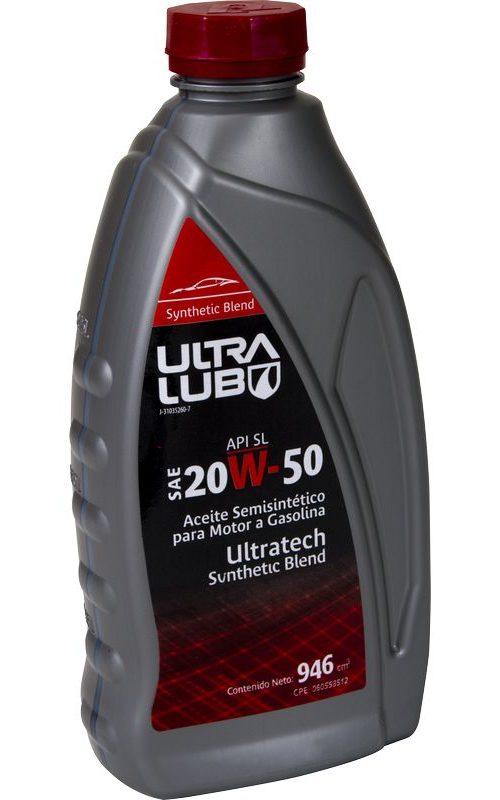 Synthetic Blend
ULTRA
LUB
J-31035260-7
API SL
SAE 20W-50
Aceite Semisintético
para Motor a Gasolina
Ultratech
Synthetic Blend
Contenido Neto: 946 cm³
CPE 060558512